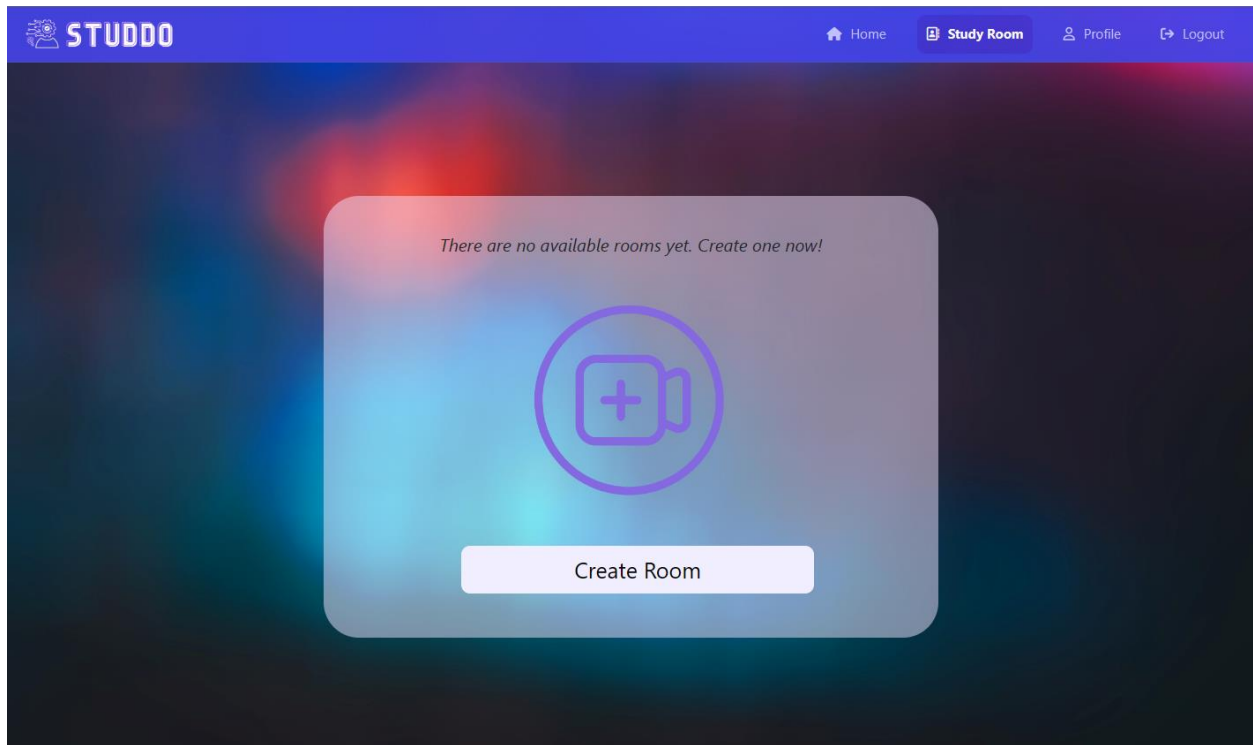 STUDDO
Home
Study Room
Profile
Logout
There are no available rooms yet. Create one now!
Create Room